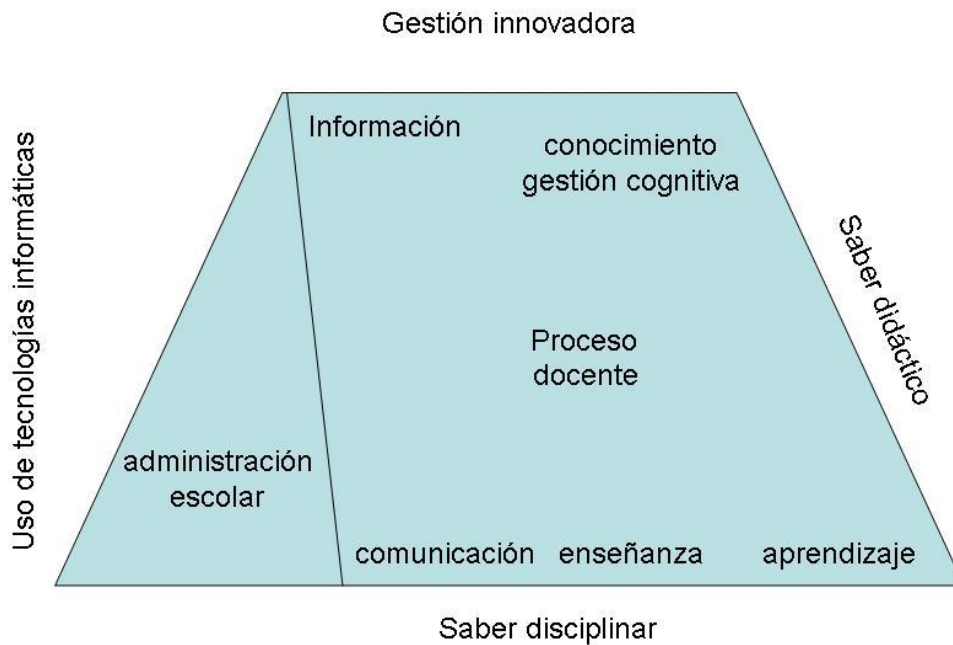 Gestión innovadora
Uso de tecnologías informáticas
Información
conocimiento
gestión cognitiva
Saber didáctico
Proceso
docente
administración
escolar
comunicación enseñanza aprendizaje
Saber disciplinar